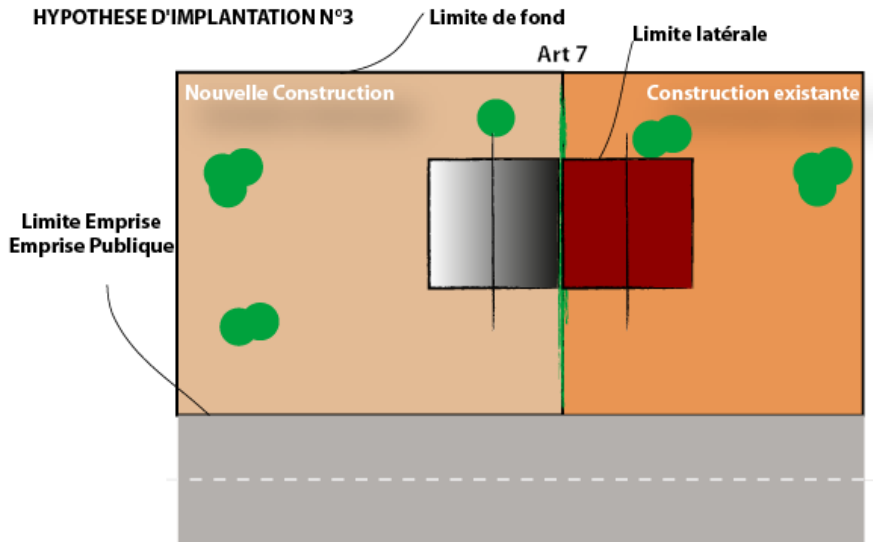 HYPOTHESE D'IMPLANTATION N°3
Limite de fond
Limite latérale
Art 7
Nouvelle Construction
Construction existante
Limite Emprise
Emprise Publique